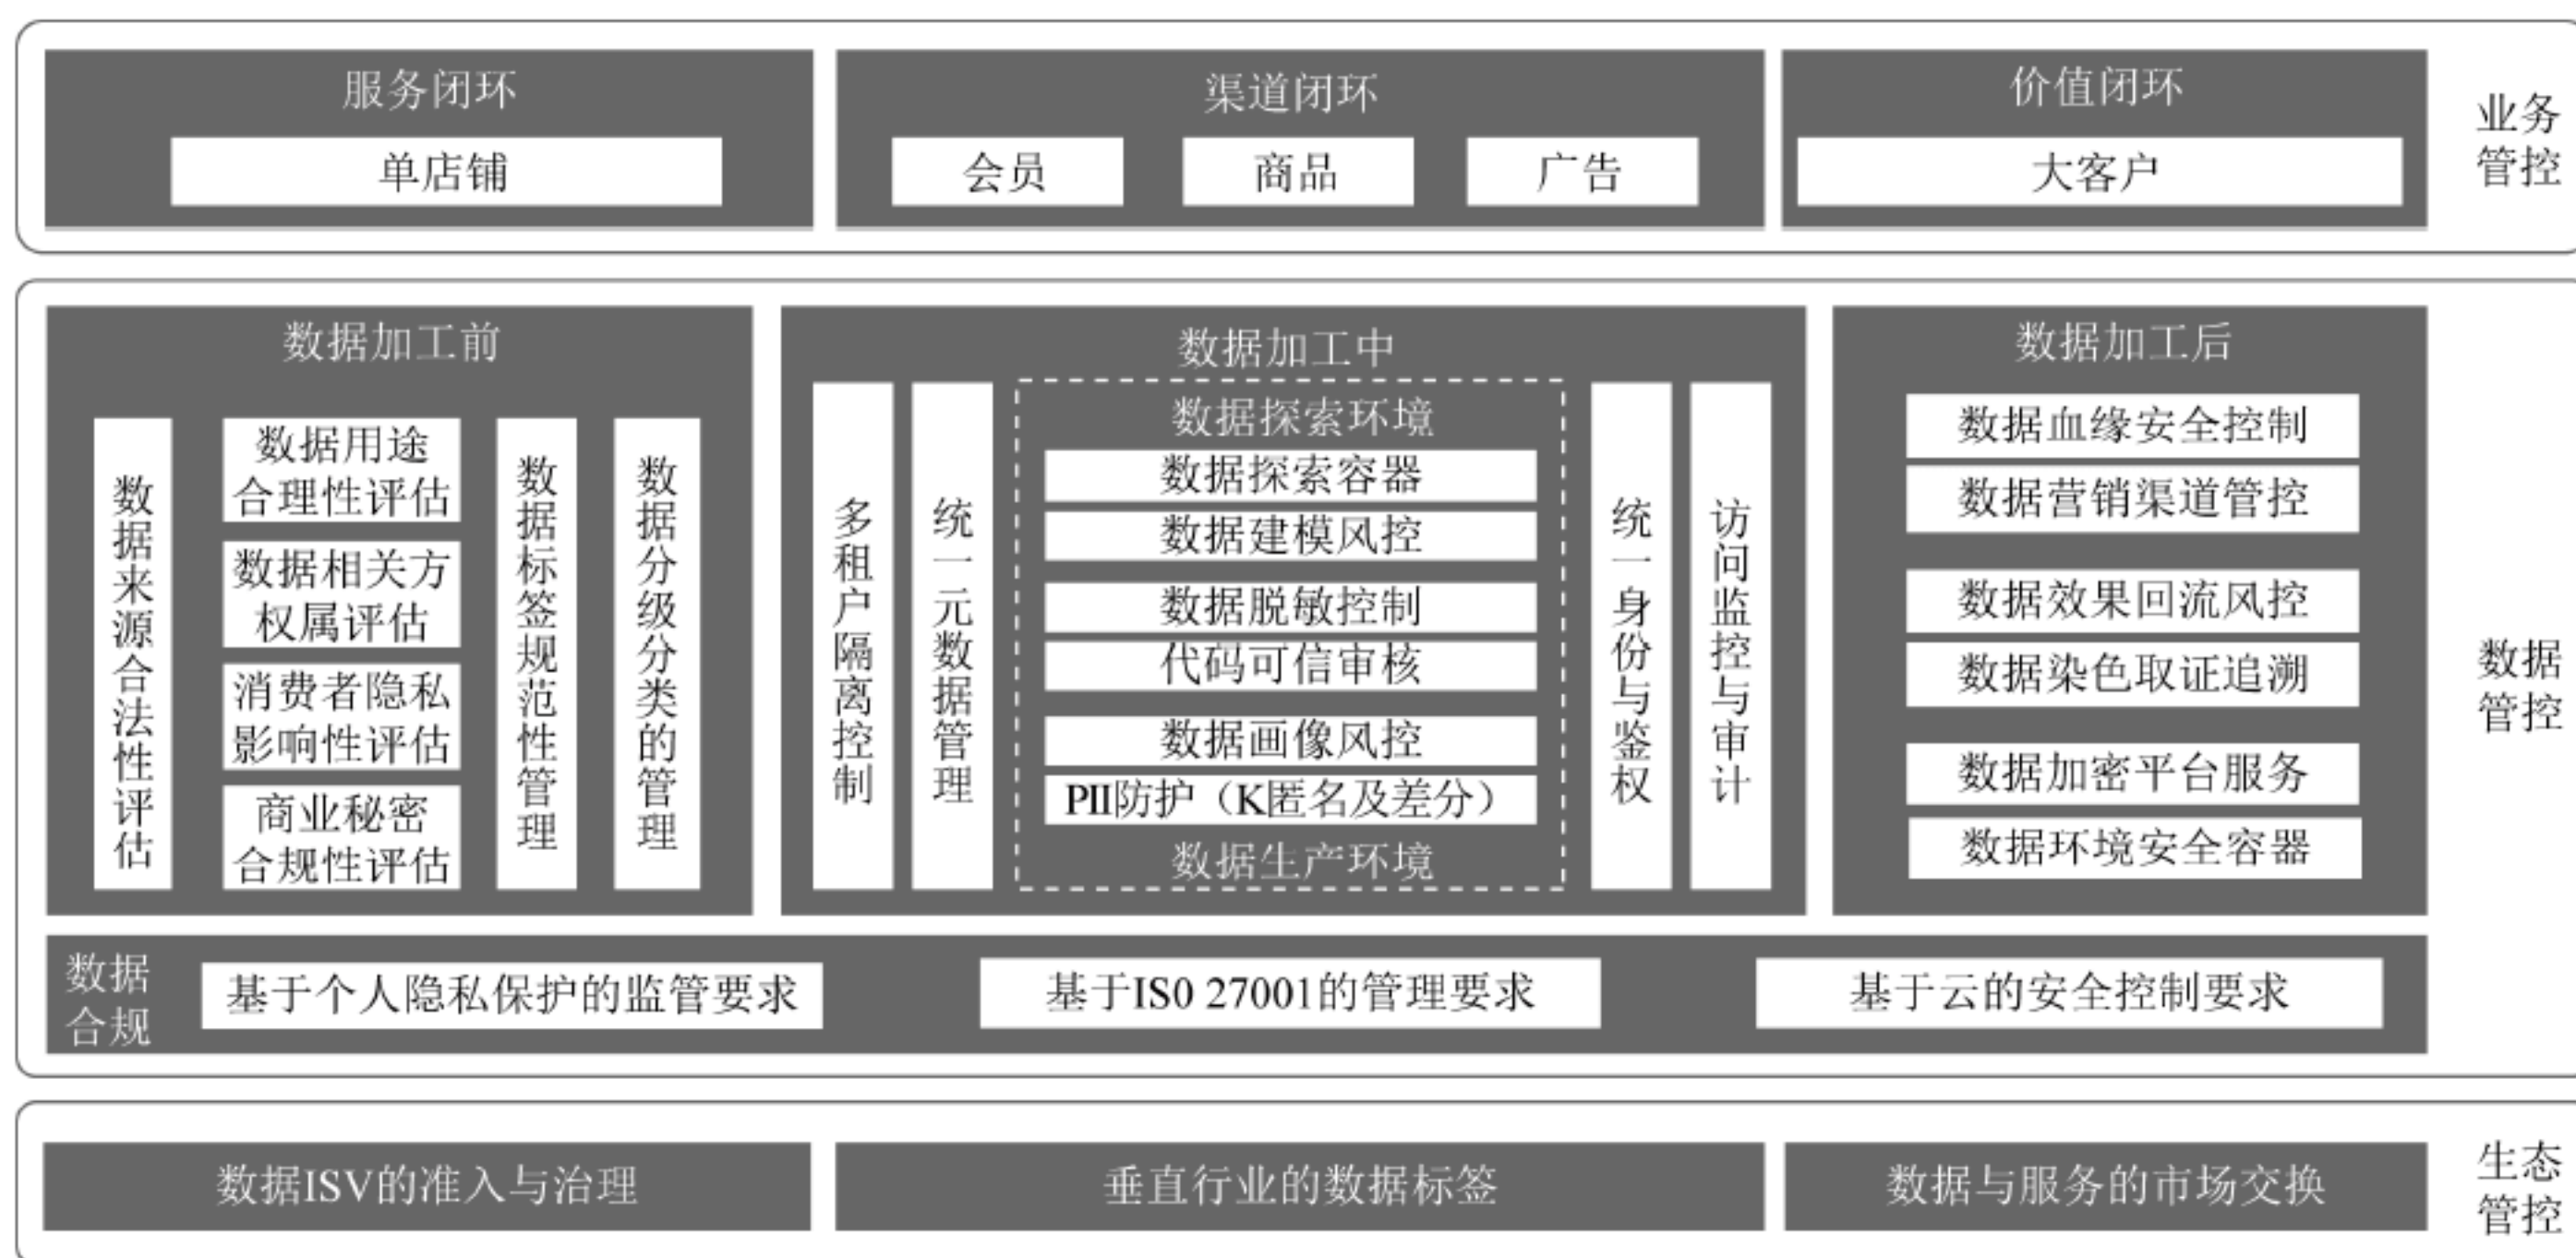 服务闭环
单店铺
渠道闭环
会员
商品
广告
价值闭环
大客户
业务
管控
数据加工前
数据来源合法性评估
数据用途
合理性评估
数据相关方
权属评估
消费者隐私
影响性评估
商业秘密
合规性评估
数据标签规范性管理
数据分级分类的管理
数据加工中
多租户隔离控制
统一元数据管理
数据探索环境
数据探索容器
数据建模风控
数据脱敏控制
代码可信审核
数据画像风控
PII防护（K匿名及差分）
数据生产环境
统一身份与鉴权
访问监控与审计
数据加工后
数据血缘安全控制
数据营销渠道管控
数据效果回流风控
数据染色取证追溯
数据加密平台服务
数据环境安全容器
数据
管控
数据
合规
基于个人隐私保护的监管要求
基于IS0 27001的管理要求
基于云的安全控制要求
数据ISV的准入与治理
垂直行业的数据标签
数据与服务的市场交换
生态
管控